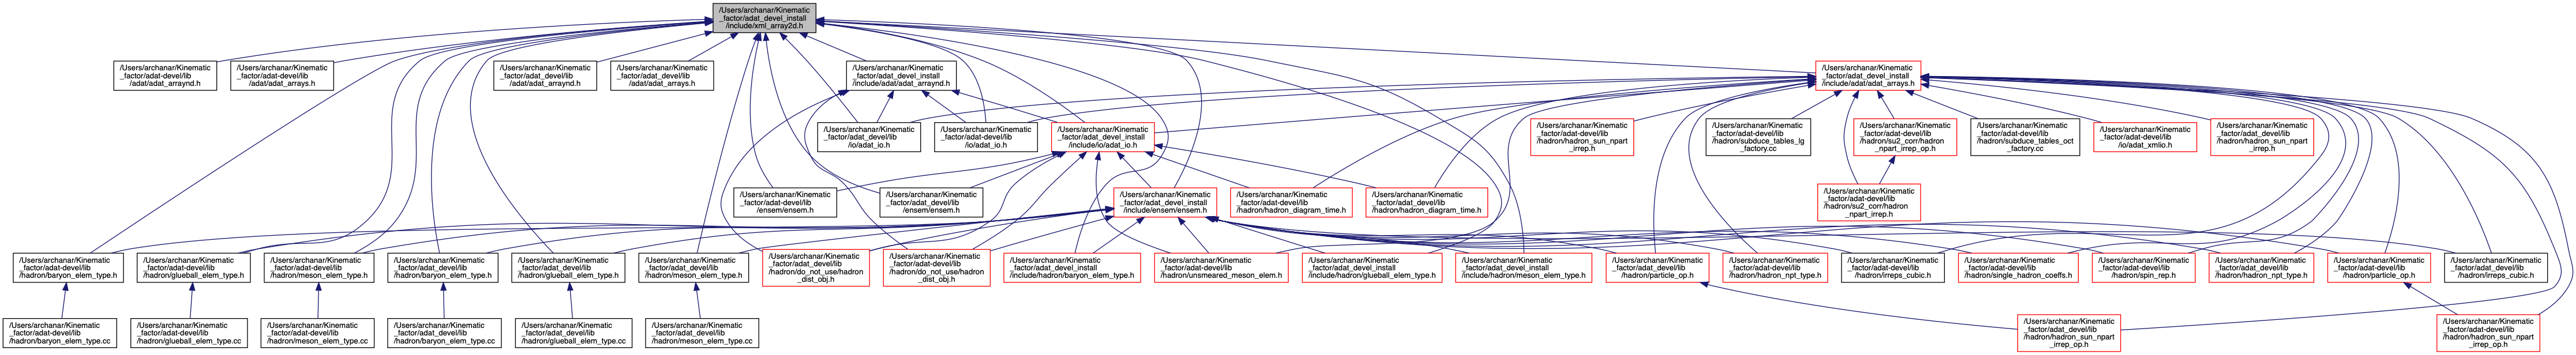 /Users/archanar/Kinematic
_factor/adat_devel_install
/include/xml_array2d.h
/Users/archanar/Kinematic
_factor/adat-devel/lib
/adat/adat_arraynd.h
/Users/archanar/Kinematic
_factor/adat-devel/lib
/adat/adat_arrays.h
/Users/archanar/Kinematic
_factor/adat_devel/lib
/adat/adat_arraynd.h
/Users/archanar/Kinematic
_factor/adat_devel/lib
/adat/adat_arrays.h
/Users/archanar/Kinematic
_factor/adat_devel_install
/include/adat/adat_arraynd.h
/Users/archanar/Kinematic
_factor/adat_devel_install
/include/adat/adat_arrays.h
/Users/archanar/Kinematic
_factor/adat_devel/lib
/io/adat_io.h
/Users/archanar/Kinematic
_factor/adat-devel/lib
/io/adat_io.h
/Users/archanar/Kinematic
_factor/adat_devel_install
/include/io/adat_io.h
/Users/archanar/Kinematic
_factor/adat-devel/lib
/hadron/hadron_sun_npart
_irrep.h
/Users/archanar/Kinematic
_factor/adat-devel/lib
/hadron/subduce_tables_lg
_factory.cc
/Users/archanar/Kinematic
_factor/adat-devel/lib
/hadron/su2_corr/hadron
_npart_irrep_op.h
/Users/archanar/Kinematic
_factor/adat-devel/lib
/hadron/subduce_tables_oct
_factory.cc
/Users/archanar/Kinematic
_factor/adat-devel/lib
/io/adat_xmlio.h
/Users/archanar/Kinematic
_factor/adat_devel/lib
/hadron/hadron_sun_npart
_irrep.h
/Users/archanar/Kinematic
_factor/adat-devel/lib
/ensem/ensem.h
/Users/archanar/Kinematic
_factor/adat_devel/lib
/ensem/ensem.h
/Users/archanar/Kinematic
_factor/adat_devel_install
/include/ensem/ensem.h
/Users/archanar/Kinematic
_factor/adat-devel/lib
/hadron/hadron_diagram_time.h
/Users/archanar/Kinematic
_factor/adat_devel/lib
/hadron/hadron_diagram_time.h
/Users/archanar/Kinematic
_factor/adat-devel/lib
/hadron/su2_corr/hadron
_npart_irrep.h
/Users/archanar/Kinematic
_factor/adat-devel/lib
/hadron/baryon_elem_type.h
/Users/archanar/Kinematic
_factor/adat-devel/lib
/hadron/glueball_elem_type.h
/Users/archanar/Kinematic
_factor/adat-devel/lib
/hadron/meson_elem_type.h
/Users/archanar/Kinematic
_factor/adat_devel/lib
/hadron/baryon_elem_type.h
/Users/archanar/Kinematic
_factor/adat_devel/lib
/hadron/glueball_elem_type.h
/Users/archanar/Kinematic
_factor/adat_devel/lib
/hadron/meson_elem_type.h
/Users/archanar/Kinematic
_factor/adat_devel/lib
/hadron/do_not_use/hadron
_dist_obj.h
/Users/archanar/Kinematic
_factor/adat-devel/lib
/hadron/do_not_use/hadron
_dist_obj.h
/Users/archanar/Kinematic
_factor/adat_devel_install
/include/hadron/baryon_elem_type.h
/Users/archanar/Kinematic
_factor/adat-devel/lib
/hadron/unsmeared_meson_elem.h
/Users/archanar/Kinematic
_factor/adat_devel_install
/include/hadron/glueball_elem_type.h
/Users/archanar/Kinematic
_factor/adat_devel_install
/include/hadron/meson_elem_type.h
/Users/archanar/Kinematic
_factor/adat_devel/lib
/hadron/particle_op.h
/Users/archanar/Kinematic
_factor/adat-devel/lib
/hadron/hadron_npt_type.h
/Users/archanar/Kinematic
_factor/adat-devel/lib
/hadron/irreps_cubic.h
/Users/archanar/Kinematic
_factor/adat-devel/lib
/hadron/single_hadron_coeffs.h
/Users/archanar/Kinematic
_factor/adat-devel/lib
/hadron/spin_rep.h
/Users/archanar/Kinematic
_factor/adat_devel/lib
/hadron/hadron_npt_type.h
/Users/archanar/Kinematic
_factor/adat-devel/lib
/hadron/particle_op.h
/Users/archanar/Kinematic
_factor/adat_devel/lib
/hadron/irreps_cubic.h
/Users/archanar/Kinematic
_factor/adat-devel/lib
/hadron/baryon_elem_type.cc
/Users/archanar/Kinematic
_factor/adat-devel/lib
/hadron/glueball_elem_type.cc
/Users/archanar/Kinematic
_factor/adat-devel/lib
/hadron/meson_elem_type.cc
/Users/archanar/Kinematic
_factor/adat_devel/lib
/hadron/baryon_elem_type.cc
/Users/archanar/Kinematic
_factor/adat_devel/lib
/hadron/glueball_elem_type.cc
/Users/archanar/Kinematic
_factor/adat_devel/lib
/hadron/meson_elem_type.cc
/Users/archanar/Kinematic
_factor/adat_devel/lib
/hadron/hadron_sun_npart
_irrep_op.h
/Users/archanar/Kinematic
_factor/adat-devel/lib
/hadron/hadron_sun_npart
_irrep_op.h